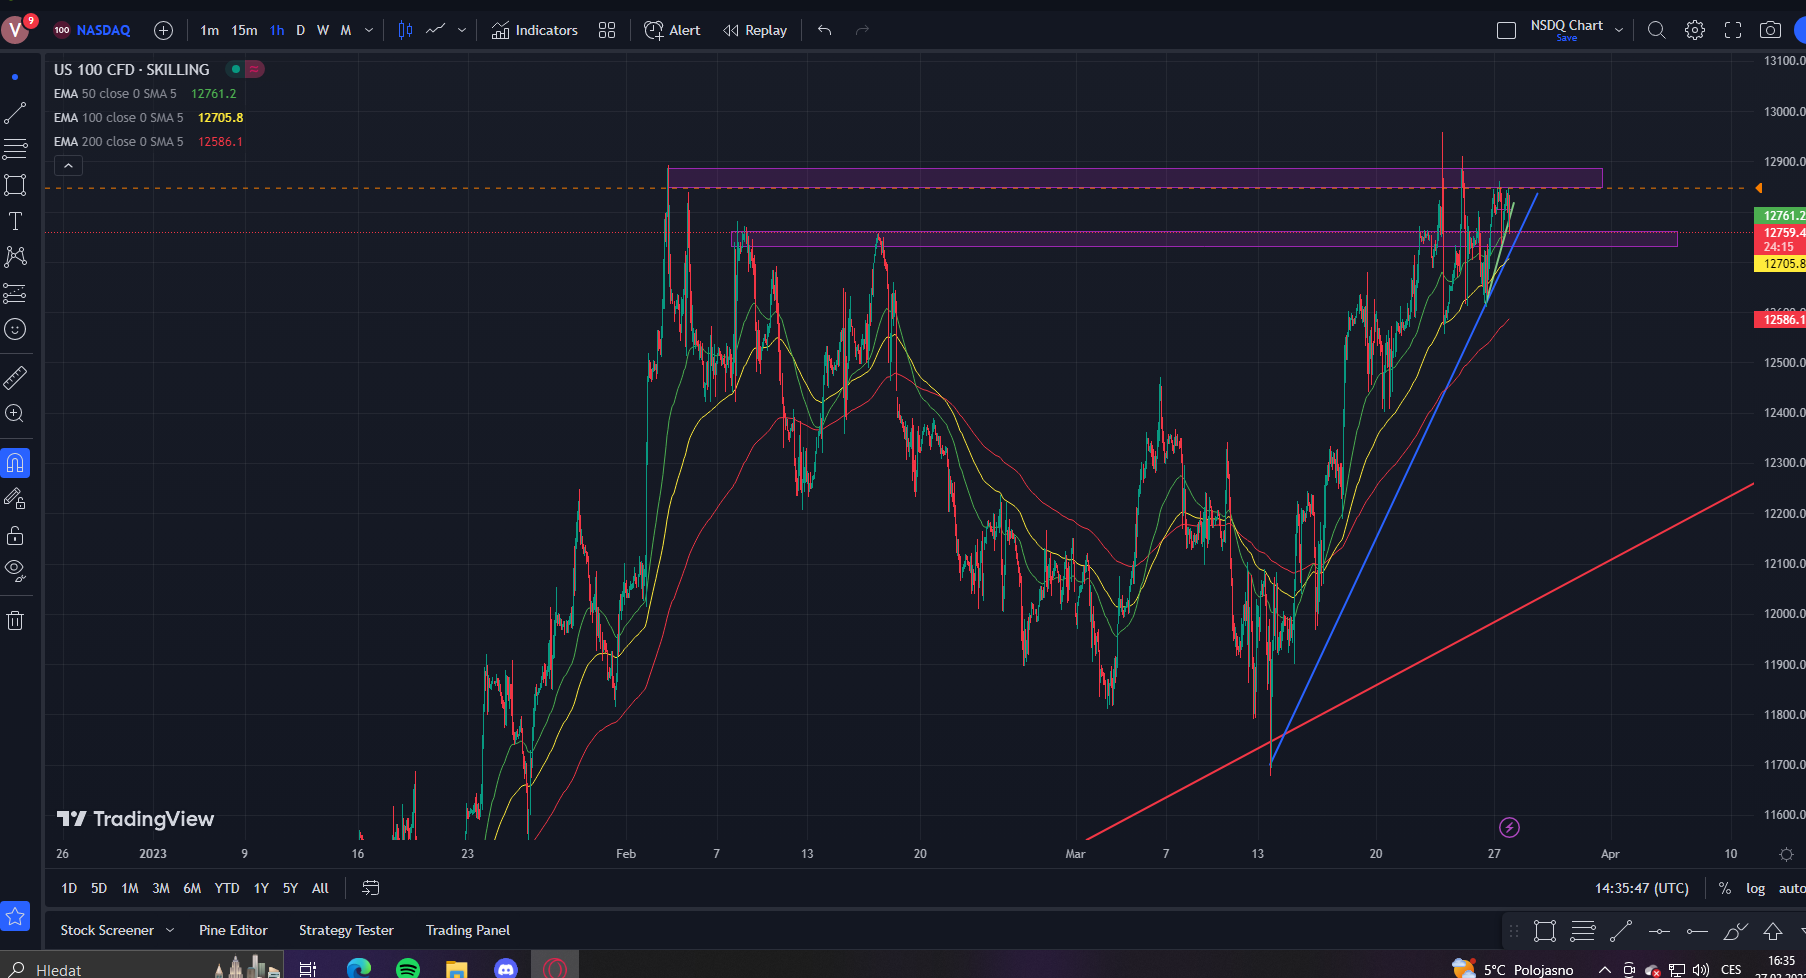 V 9 100 NASDAQ 1m 15m 1h D W M Indicators Alert Replay NSDQ Chart
Save
US 100 CFD · SKILLING
EMA 50 close 0 SMA 5 12761.2
EMA 100 close 0 SMA 5 12705.8
EMA 200 close 0 SMA 5 12586.1
13100.0
13000.0
12900.0
12761.2
12759.4
24:15
12705.8
12586.1
12500.0
12400.0
12300.0
12200.0
12100.0
12000.0
11900.0
11800.0
11700.0
11600.0
TradingView
26 2023 9 16 23 Feb 7 13 20 Mar 7 13 20 27 Apr 10
1D 5D 1M 3M 6M YTD 1Y 5Y All 14:35:47 (UTC) % log auto
Stock Screener Pine Editor Strategy Tester Trading Panel
Hledat 5°C Polojasno CES 16:35